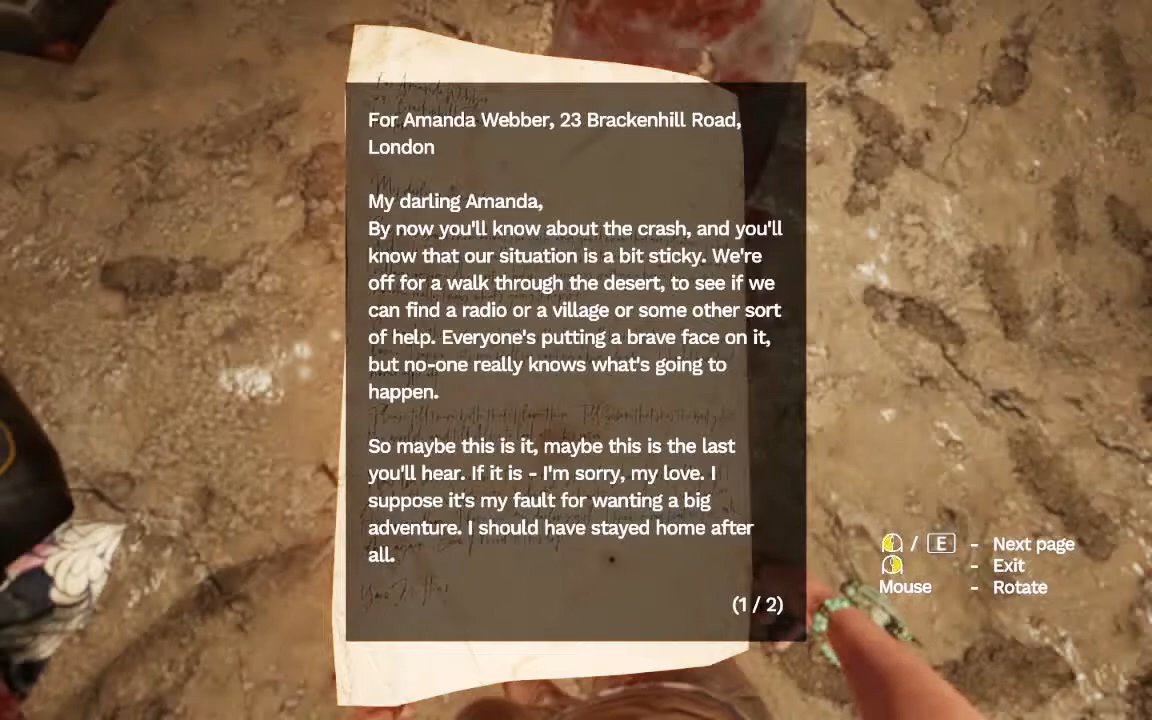 For Amanda Webber, 23 Brackenhill Road,
London
My darling Amanda,
By now you'll know about the crash, and you'll
know that our situation is a bit sticky. We're
off for a walk through the desert, to see if we
can find a radio or a village or some other sort
of help. Everyone's putting a brave face on it,
but no-one really knows what's going to
happen.
So maybe this is it, maybe this is the last
you'll hear. If it is - I'm sorry, my love. I
suppose it's my fault for wanting a big
adventure. I should have stayed home after
all.
(1 / 2)
/ E - Next page
- Exit
Mouse - Rotate